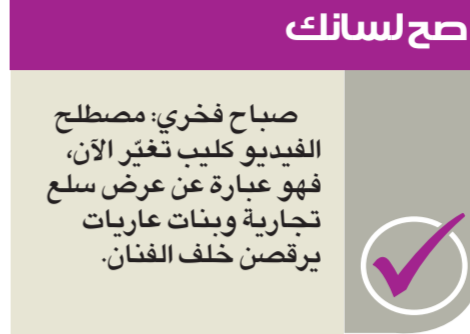 صح لسانك
صباح فخري: مصطلح
الفيديو كليب تغيّر الآن،
فهو عبارة عن عرض سلع
تجارية وبنات عاريات
يرقصن خلف الفنان.